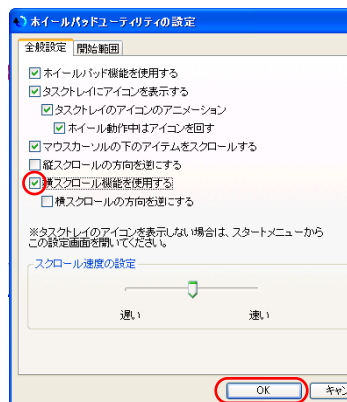 ホイールパッドユーティリティの設定
全般設定 開始範囲
ホイールパッド機能を使用する
タスクトレイにアイコンを表示する
タスクトレイのアイコンのアニメーション
ホイール動作中はアイコンを回す
マウスカーソルの下のアイテムをスクロールする
縦スクロールの方向を逆にする
横スクロール機能を使用する
横スクロールの方向を逆にする
※タスクトレイのアイコンを表示しない場合は、スタートメニューから
この設定画面を開いてください。
スクロール速度の設定
遅い 速い
OK キャン